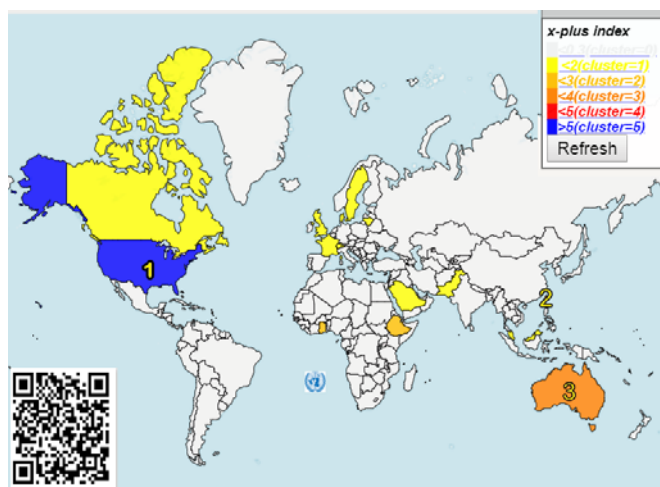 x-plus index
<0.3(cluster=0)
<2(cluster=1)
<3(cluster=2)
<4(cluster=3)
<5(cluster=4)
>5(cluster=5)
Refresh
1
2
3